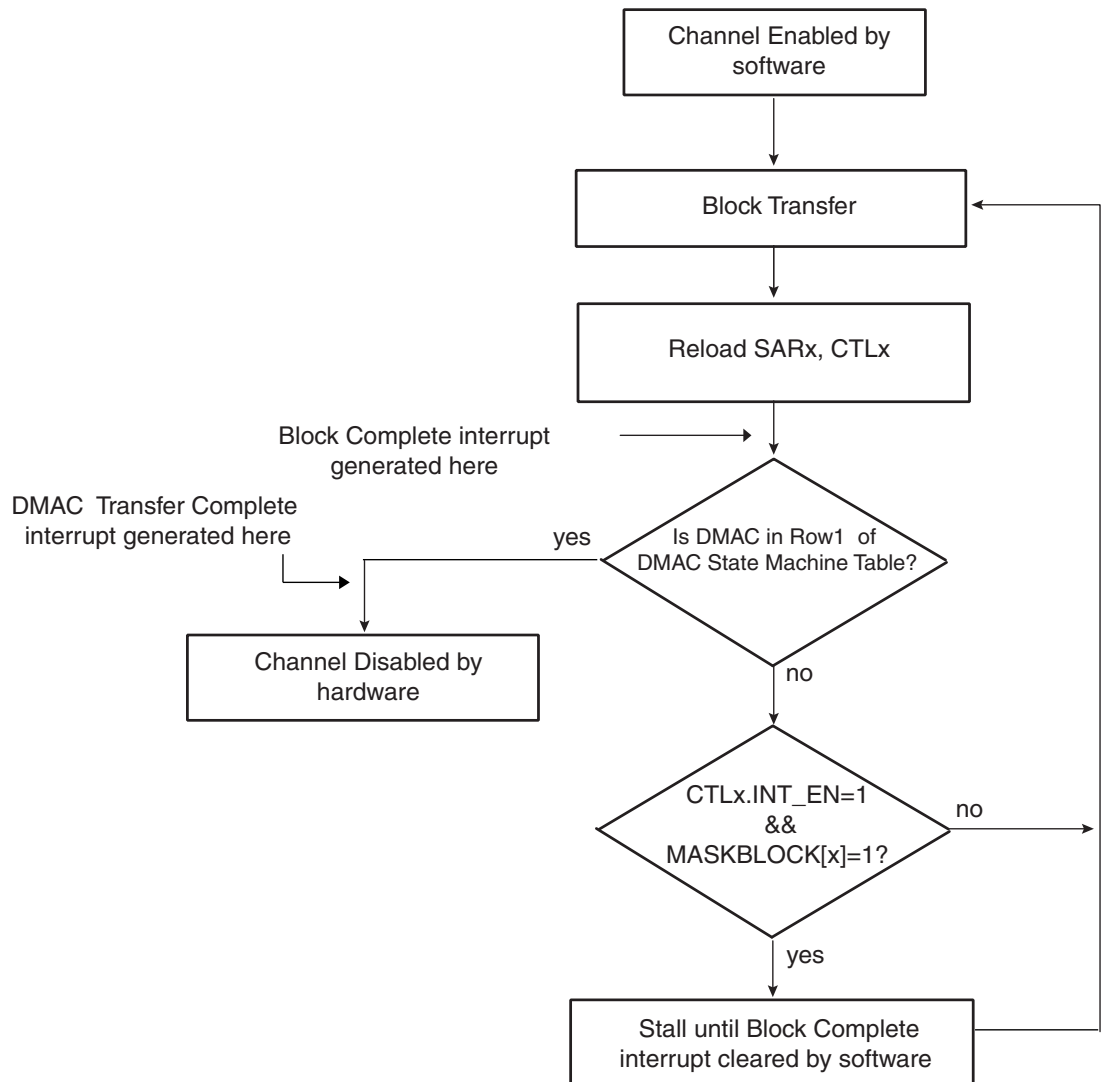 Channel Enabled by
software
Block Transfer
Reload SARx, CTLx
Block Complete interrupt
generated here
DMAC Transfer Complete
interrupt generated here
yes
Is DMAC in Row1 of
DMAC State Machine Table?
Channel Disabled by
hardware
no
CTLx.INT_EN=1
&&
MASKBLOCK[x]=1?
no
yes
Stall until Block Complete
interrupt cleared by software